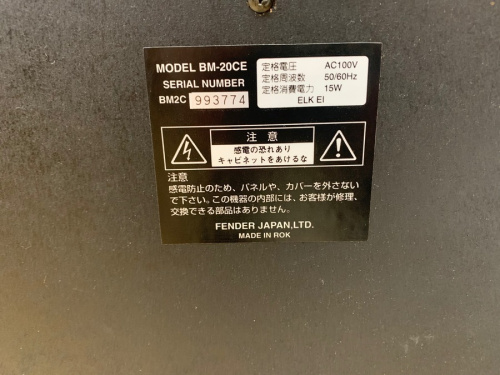 MODEL BM-20CE
SERIAL NUMBER
BM2C 993774
定格電圧 AC100V
定格周波数 50/60Hz
定格消費電力 15W
ELK EI
注意
感電の恐れあり
キャビネットをあけるな
注意
感電防止のため、パネルや、カバーを外さない
で下さい。この機器の内部には、お客様が修理、
交換できる部品はありません。
FENDER JAPAN,LTD.
MADE IN ROK